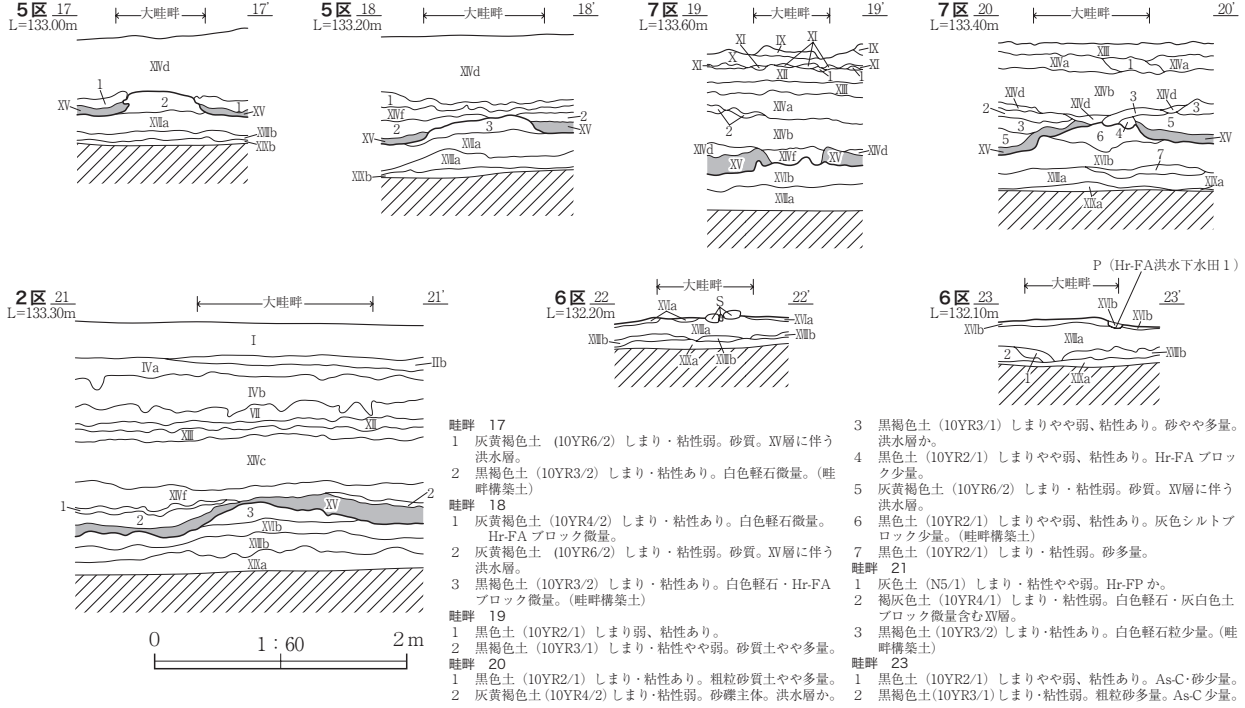 5区 17 大畦畔 17'
L=133.00m
ⅩⅣd
1
ⅩⅤ
2
1
ⅩⅤ
ⅩⅦa
ⅩⅧb
ⅩⅨb
5区 18 大畦畔 18'
L=133.20m
ⅩⅣd
1
ⅩⅣf
2
2
3
ⅩⅤ
ⅩⅤ
ⅩⅦa
ⅩⅧa
ⅩⅨb
7区 19 大畦畔 19'
L=133.60m
Ⅺ Ⅸ Ⅺ
Ⅸ
Ⅹ
Ⅺ Ⅺ
Ⅻ 1 1
ⅩⅢ
ⅩⅣa
2
ⅩⅣb
ⅩⅣd ⅩⅣd
ⅩⅤ ⅩⅣf ⅩⅤ
ⅩⅥb
ⅩⅦa
7区 20 大畦畔 20'
L=133.40m
ⅩⅢ
ⅩⅣa 1 ⅩⅣa
ⅩⅣd ⅩⅣb
2 ⅩⅣd 3 ⅩⅣd 3
3 5
5 6 4
ⅩⅤ ⅩⅤ
ⅩⅥb 7
ⅩⅧa
ⅩⅨa ⅩⅨa
2区 21 大畦畔 21'
L=133.30m
Ⅰ
Ⅳa Ⅱb
Ⅳb
Ⅶ
Ⅻ
ⅩⅢ
ⅩⅣc
ⅩⅣf ⅩⅤ
1 2
2 3
ⅩⅥb
ⅩⅧb
ⅩⅨa
6区 22 大畦畔 22'
L=132.20m
ⅩⅥa S
ⅩⅥa
ⅩⅧa
ⅩⅧb ⅩⅧb
ⅩⅨa ⅩⅧb
P（Hr-FA洪水下水田1）
6区 23 大畦畔 23'
L=132.10m
ⅩⅥb ⅩⅥb
ⅩⅥb
ⅩⅧa
2 ⅩⅧb
1 ⅩⅨa
0 1：60 2m
畦畔 17
1 灰黄褐色土（10YR6/2）しまり・粘性弱。砂質。ⅩⅤ層に伴う
洪水層。
2 黒褐色土（10YR3/2）しまり・粘性あり。白色軽石微量。（畦
畔構築土）
畦畔 18
1 灰黄褐色土（10YR4/2）しまり・粘性あり。白色軽石微量。
Hr-FA ブロック微量。
2 灰黄褐色土（10YR6/2）しまり・粘性弱。砂質。ⅩⅤ層に伴う
洪水層。
3 黒褐色土（10YR3/2）しまり・粘性あり。白色軽石・Hr-FA
ブロック微量。（畦畔構築土）
畦畔 19
1 黒色土（10YR2/1）しまり弱、粘性あり。
2 黒褐色土（10YR3/1）しまり・粘性やや弱。砂質土やや多量。
畦畔 20
1 黒色土（10YR2/1）しまり・粘性あり。粗粒砂質土やや多量。
2 灰黄褐色土（10YR4/2）しまり・粘性弱。砂礫主体。洪水層か。
3 黒褐色土（10YR3/1）しまりやや弱、粘性あり。砂やや多量。
洪水層か。
4 黒色土（10YR2/1）しまりやや弱、粘性あり。Hr-FA ブロッ
ク少量。
5 灰黄褐色土（10YR6/2）しまり・粘性弱。砂質。ⅩⅤ層に伴う
洪水層。
6 黒色土（10YR2/1）しまりやや弱、粘性あり。灰色シルトブ
ロック少量。（畦畔構築土）
7 黒色土（10YR2/1）しまり・粘性弱。砂多量。
畦畔 21
1 灰色土（N5/1）しまり・粘性やや弱。Hr-FP か。
2 褐灰色土（10YR4/1）しまり・粘性弱。白色軽石・灰白色土
ブロック微量含むⅩⅤ層。
3 黒褐色土（10YR3/2）しまり・粘性あり。白色軽石粒少量。（畦
畔構築土）
畦畔 23
1 黒色土（10YR2/1）しまりやや弱、粘性あり。As-C・砂少量。
2 黒褐色土（10YR3/1）しまり・粘性弱。粗粒砂多量。As-C 少量。